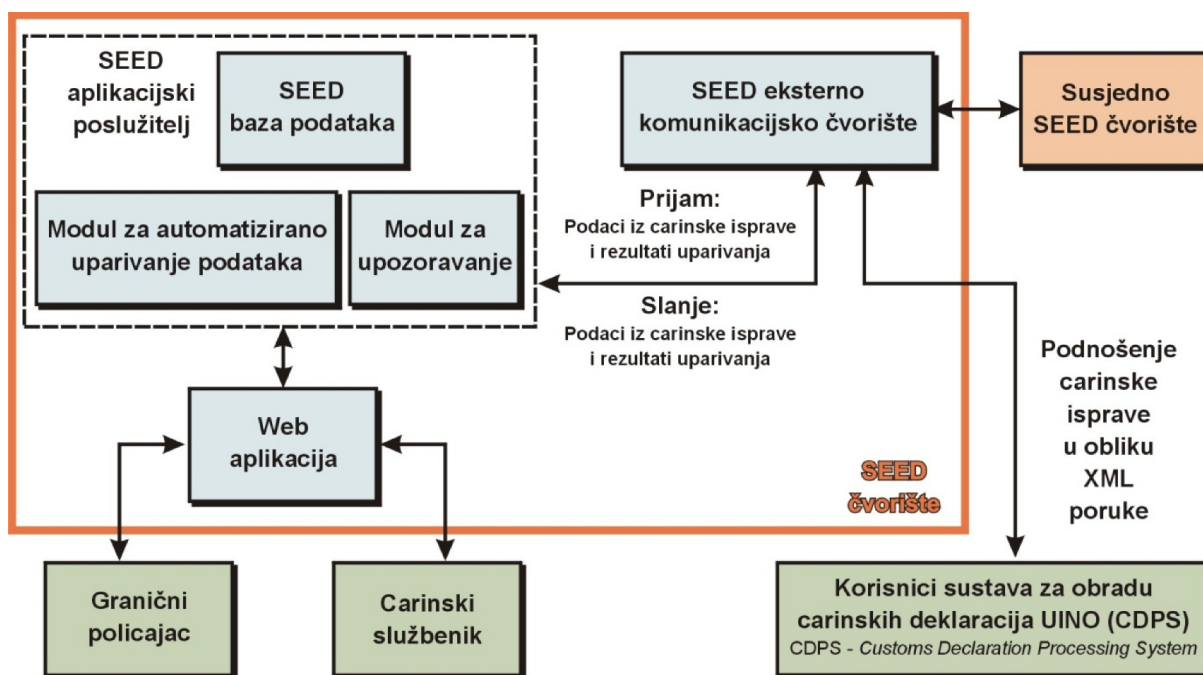 SEED
aplikacijski
poslužitelj
SEED
baza podataka
Modul za automatizirano
uparivanje podataka
Modul za
upozoravanje
SEED eksterno
komunikacijsko čvorište
Susjedno
SEED čvorište
Prijam:
Podaci iz carinske isprave
i rezultati uparivanja
Slanje:
Podaci iz carinske isprave
i rezultati uparivanja
Web
aplikacija
SEED
čvorište
Podnošenje
carinske
isprave
u obliku
XML
poruke
Granični
policajac
Carinski
službenik
Korisnici sustava za obradu
carinskih deklaracija UINO (CDPS)
CDPS - Customs Declaration Processing System